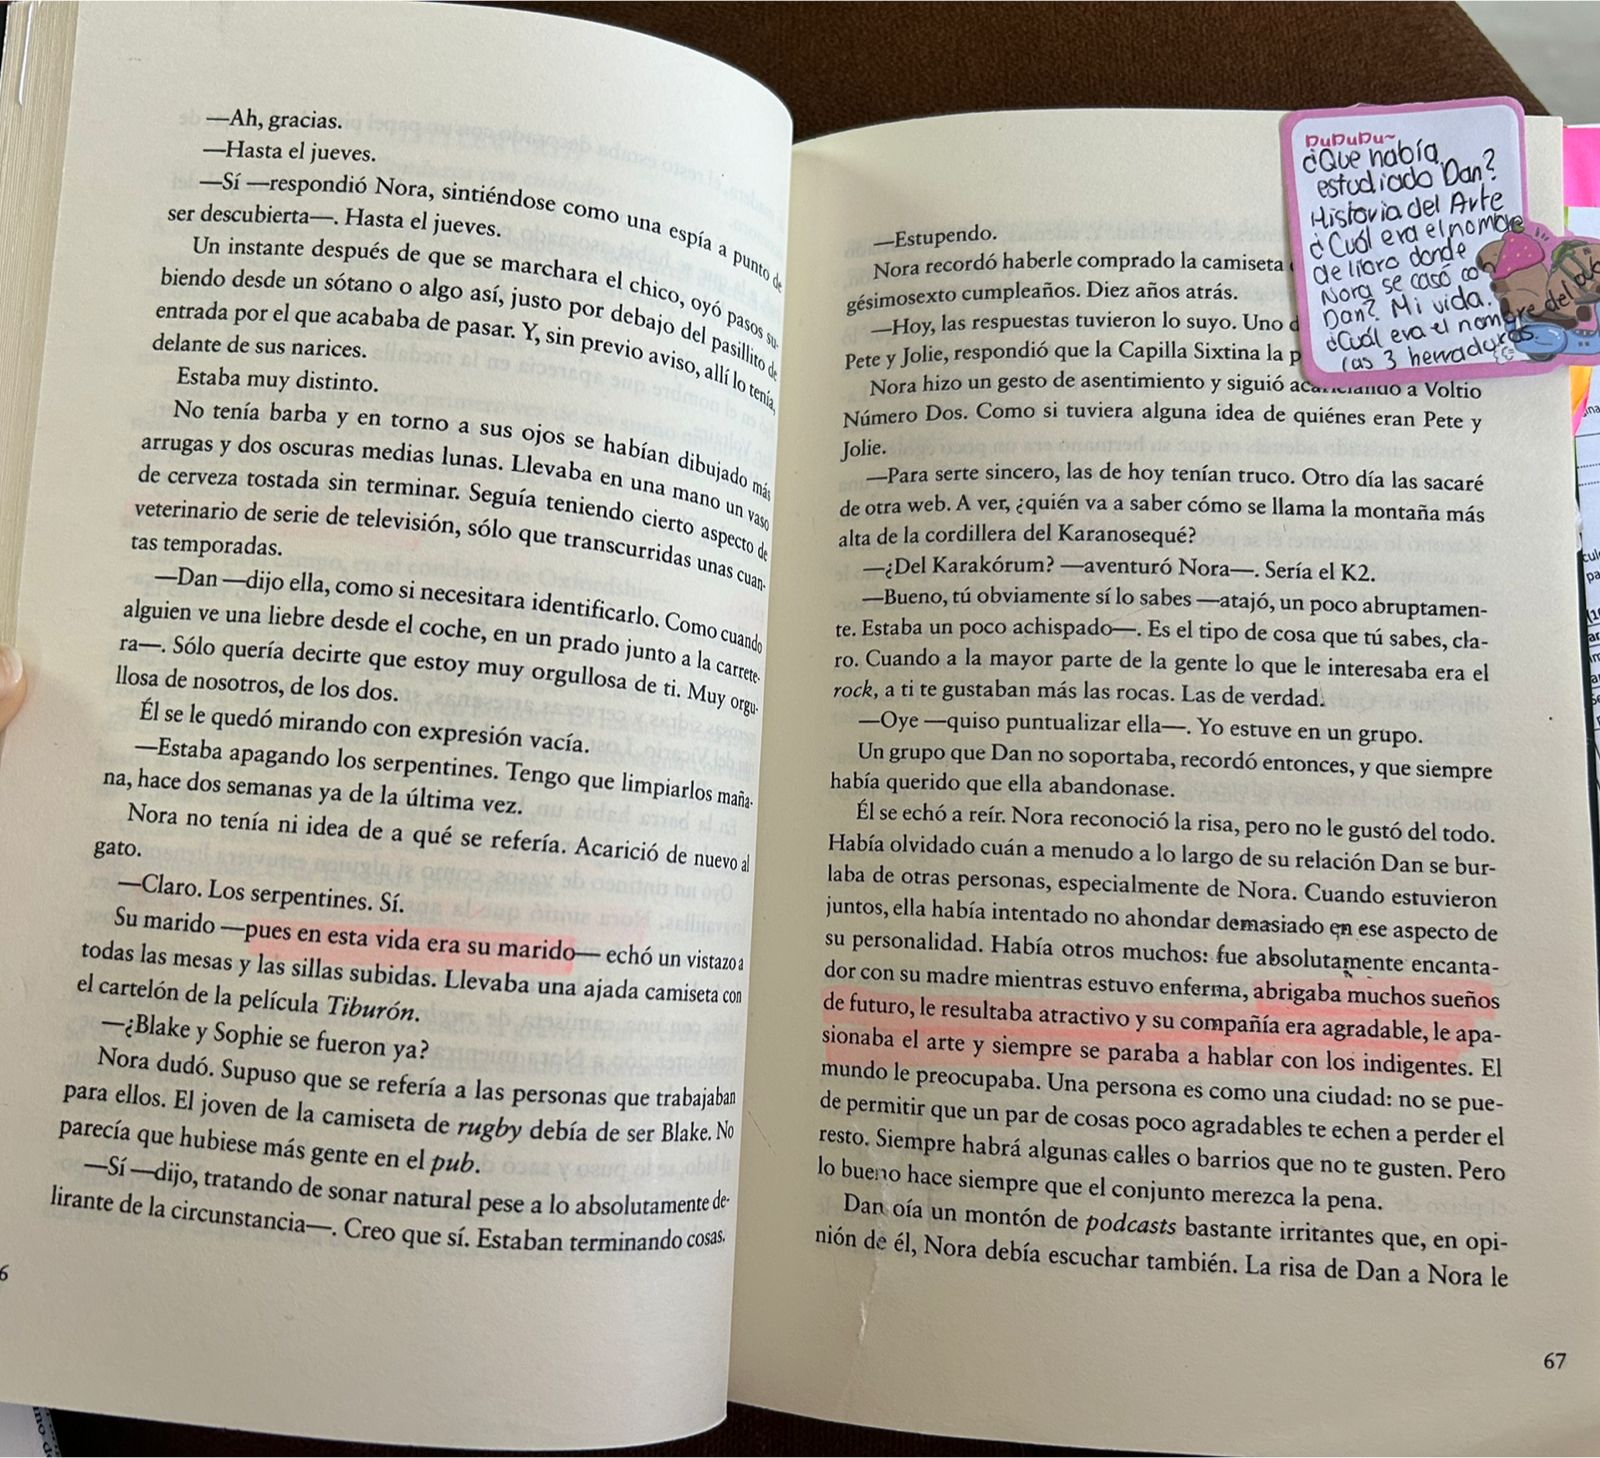 —Ah, gracias.
—Hasta el jueves.
—Sí —respondió Nora, sintiéndose como una espía a punto de
ser descubierta—. Hasta el jueves.
Un instante después de que se marchara el chico, oyó pasos su-
biendo desde un sótano o algo así, justo por debajo del pasillito de
entrada por el que acababa de pasar. Y, sin previo aviso, allí lo tenía,
delante de sus narices.
Estaba muy distinto.
No tenía barba y en torno a sus ojos se habían dibujado más
arrugas y dos oscuras medias lunas. Llevaba en una mano un vaso
de cerveza tostada sin terminar. Seguía teniendo cierto aspecto de
veterinario de serie de televisión, sólo que transcurridas unas cuan-
tas temporadas.
—Dan —dijo ella, como si necesitara identificarlo. Como cuando
alguien ve una liebre desde el coche, en un prado junto a la carrete-
ra—. Sólo quería decirte que estoy muy orgullosa de ti. Muy orgu-
llosa de nosotros, de los dos.
Él se le quedó mirando con expresión vacía.
—Estaba apagando los serpentines. Tengo que limpiarlos maña-
na, hace dos semanas ya de la última vez.
Nora no tenía ni idea de a qué se refería. Acarició de nuevo al
gato.
—Claro. Los serpentines. Sí.
Su marido —pues en esta vida era su marido— echó un vistazo a
todas las mesas y las sillas subidas. Llevaba una ajada camiseta con
el cartelón de la película Tiburón.
—¿Blake y Sophie se fueron ya?
Nora dudó. Supuso que se refería a las personas que trabajaban
para ellos. El joven de la camiseta de rugby debía de ser Blake. No
parecía que hubiese más gente en el pub.
—Sí —dijo, tratando de sonar natural pese a lo absolutamente de-
lirante de la circunstancia—. Creo que sí. Estaban terminando cosas.
6
—Estupendo.
Nora recordó haberle comprado la camiseta
gésimosexto cumpleaños. Diez años atrás.
—Hoy, las respuestas tuvieron lo suyo. Uno d
Pete y Jolie, respondió que la Capilla Sixtina la p
Nora hizo un gesto de asentimiento y siguió acariciando a Voltio
Número Dos. Como si tuviera alguna idea de quiénes eran Pete y
Jolie.
—Para serte sincero, las de hoy tenían truco. Otro día las sacaré
de otra web. A ver, ¿quién va a saber cómo se llama la montaña más
alta de la cordillera del Karanosequé?
—¿Del Karakórum? —aventuró Nora—. Sería el K2.
—Bueno, tú obviamente sí lo sabes —atajó, un poco abruptamen-
te. Estaba un poco achispado—. Es el tipo de cosa que tú sabes, cla-
ro. Cuando a la mayor parte de la gente lo que le interesaba era el
rock, a ti te gustaban más las rocas. Las de verdad.
—Oye —quiso puntualizar ella—. Yo estuve en un grupo.
Un grupo que Dan no soportaba, recordó entonces, y que siempre
había querido que ella abandonase.
Él se echó a reír. Nora reconoció la risa, pero no le gustó del todo.
Había olvidado cuán a menudo a lo largo de su relación Dan se bur-
laba de otras personas, especialmente de Nora. Cuando estuvieron
juntos, ella había intentado no ahondar demasiado en ese aspecto de
su personalidad. Había otros muchos: fue absolutamente encanta-
dor con su madre mientras estuvo enferma, abrigaba muchos sueños
de futuro, le resultaba atractivo y su compañía era agradable, le apa-
sionaba el arte y siempre se paraba a hablar con los indigentes. El
mundo le preocupaba. Una persona es como una ciudad: no se pue-
de permitir que un par de cosas poco agradables te echen a perder el
resto. Siempre habrá algunas calles o barrios que no te gusten. Pero
lo bueno hace siempre que el conjunto merezca la pena.
Dan oía un montón de podcasts bastante irritantes que, en opi-
nión de él, Nora debía escuchar también. La risa de Dan a Nora le
67
DuDuDu~
¿Que había
estudiado Dan?
Historia del Arte
¿Cuál era el nombre
de libro donde
Nora se casó con
Dan? Mi vida.
¿Cuál era el nombre del pub
las 3 herraduras.